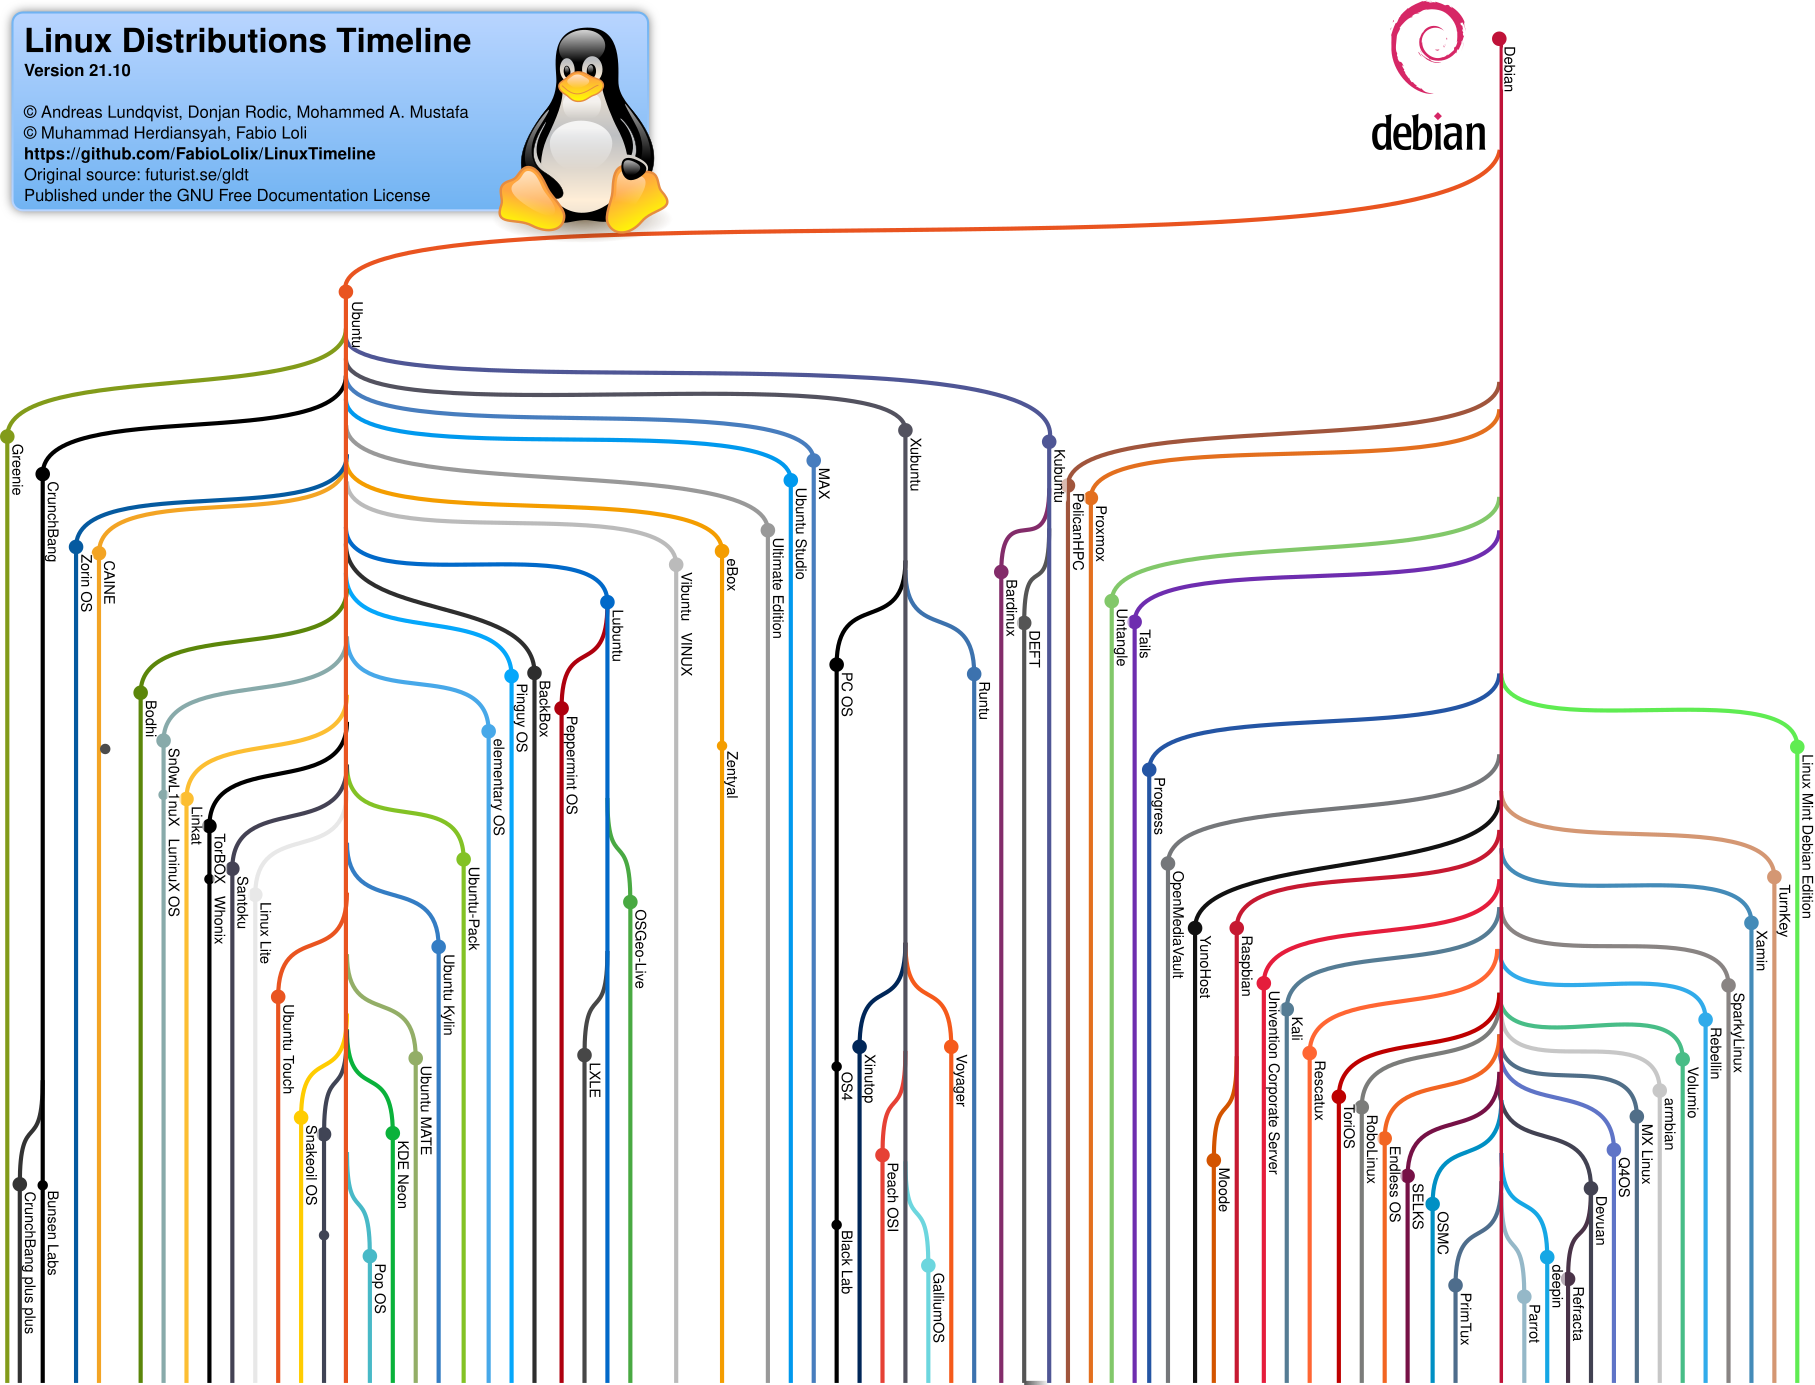 Linux Distributions Timeline
Version 21.10
© Andreas Lundqvist, Donjan Rodic, Mohammed A. Mustafa
© Muhammad Herdiansyah, Fabio Loli
https://github.com/FabioLolix/LinuxTimeline
Original source: futurist.se/gldt
Published under the GNU Free Documentation License
debian
Debian
Ubuntu
Greenie
CrunchBang
Zorin OS
CAINE
Bodhi
Sn0wL1nuX
LuninuX OS
Linkat
TorBOX
Whonix
Santoku
Linux Lite
Ubuntu Touch
Snakeoil OS
CrunchBang plus plus
Bunsen Labs
Pop OS
KDE Neon
Ubuntu MATE
Ubuntu Kylin
Ubuntu-Pack
elementary OS
Pinguy OS
BackBox
Peppermint OS
LXLE
Lubuntu
OSGeo-Live
Vibuntu
VINUX
eBox
Zentyal
Ultimate Edition
Ubuntu Studio
MAX
PC OS
OS4
Black Lab
Xinutop
Peach OSI
Xubuntu
GalliumOS
Voyager
Runtu
Bardinux
DEFT
Kubuntu
PelicanHPC
Proxmox
Untangle
Tails
Progress
OpenMediaVault
YunoHost
Moode
Raspbian
Univention Corporate Server
Kali
Rescatux
ToriOS
RoboLinux
Endless OS
SELKS
OSMC
PrimTux
Parrot
deepin
Refracta
Devuan
Q4OS
MX Linux
armbian
Volumio
Rebellin
SparkyLinux
Xamin
TurnKey
Linux Mint Debian Edition